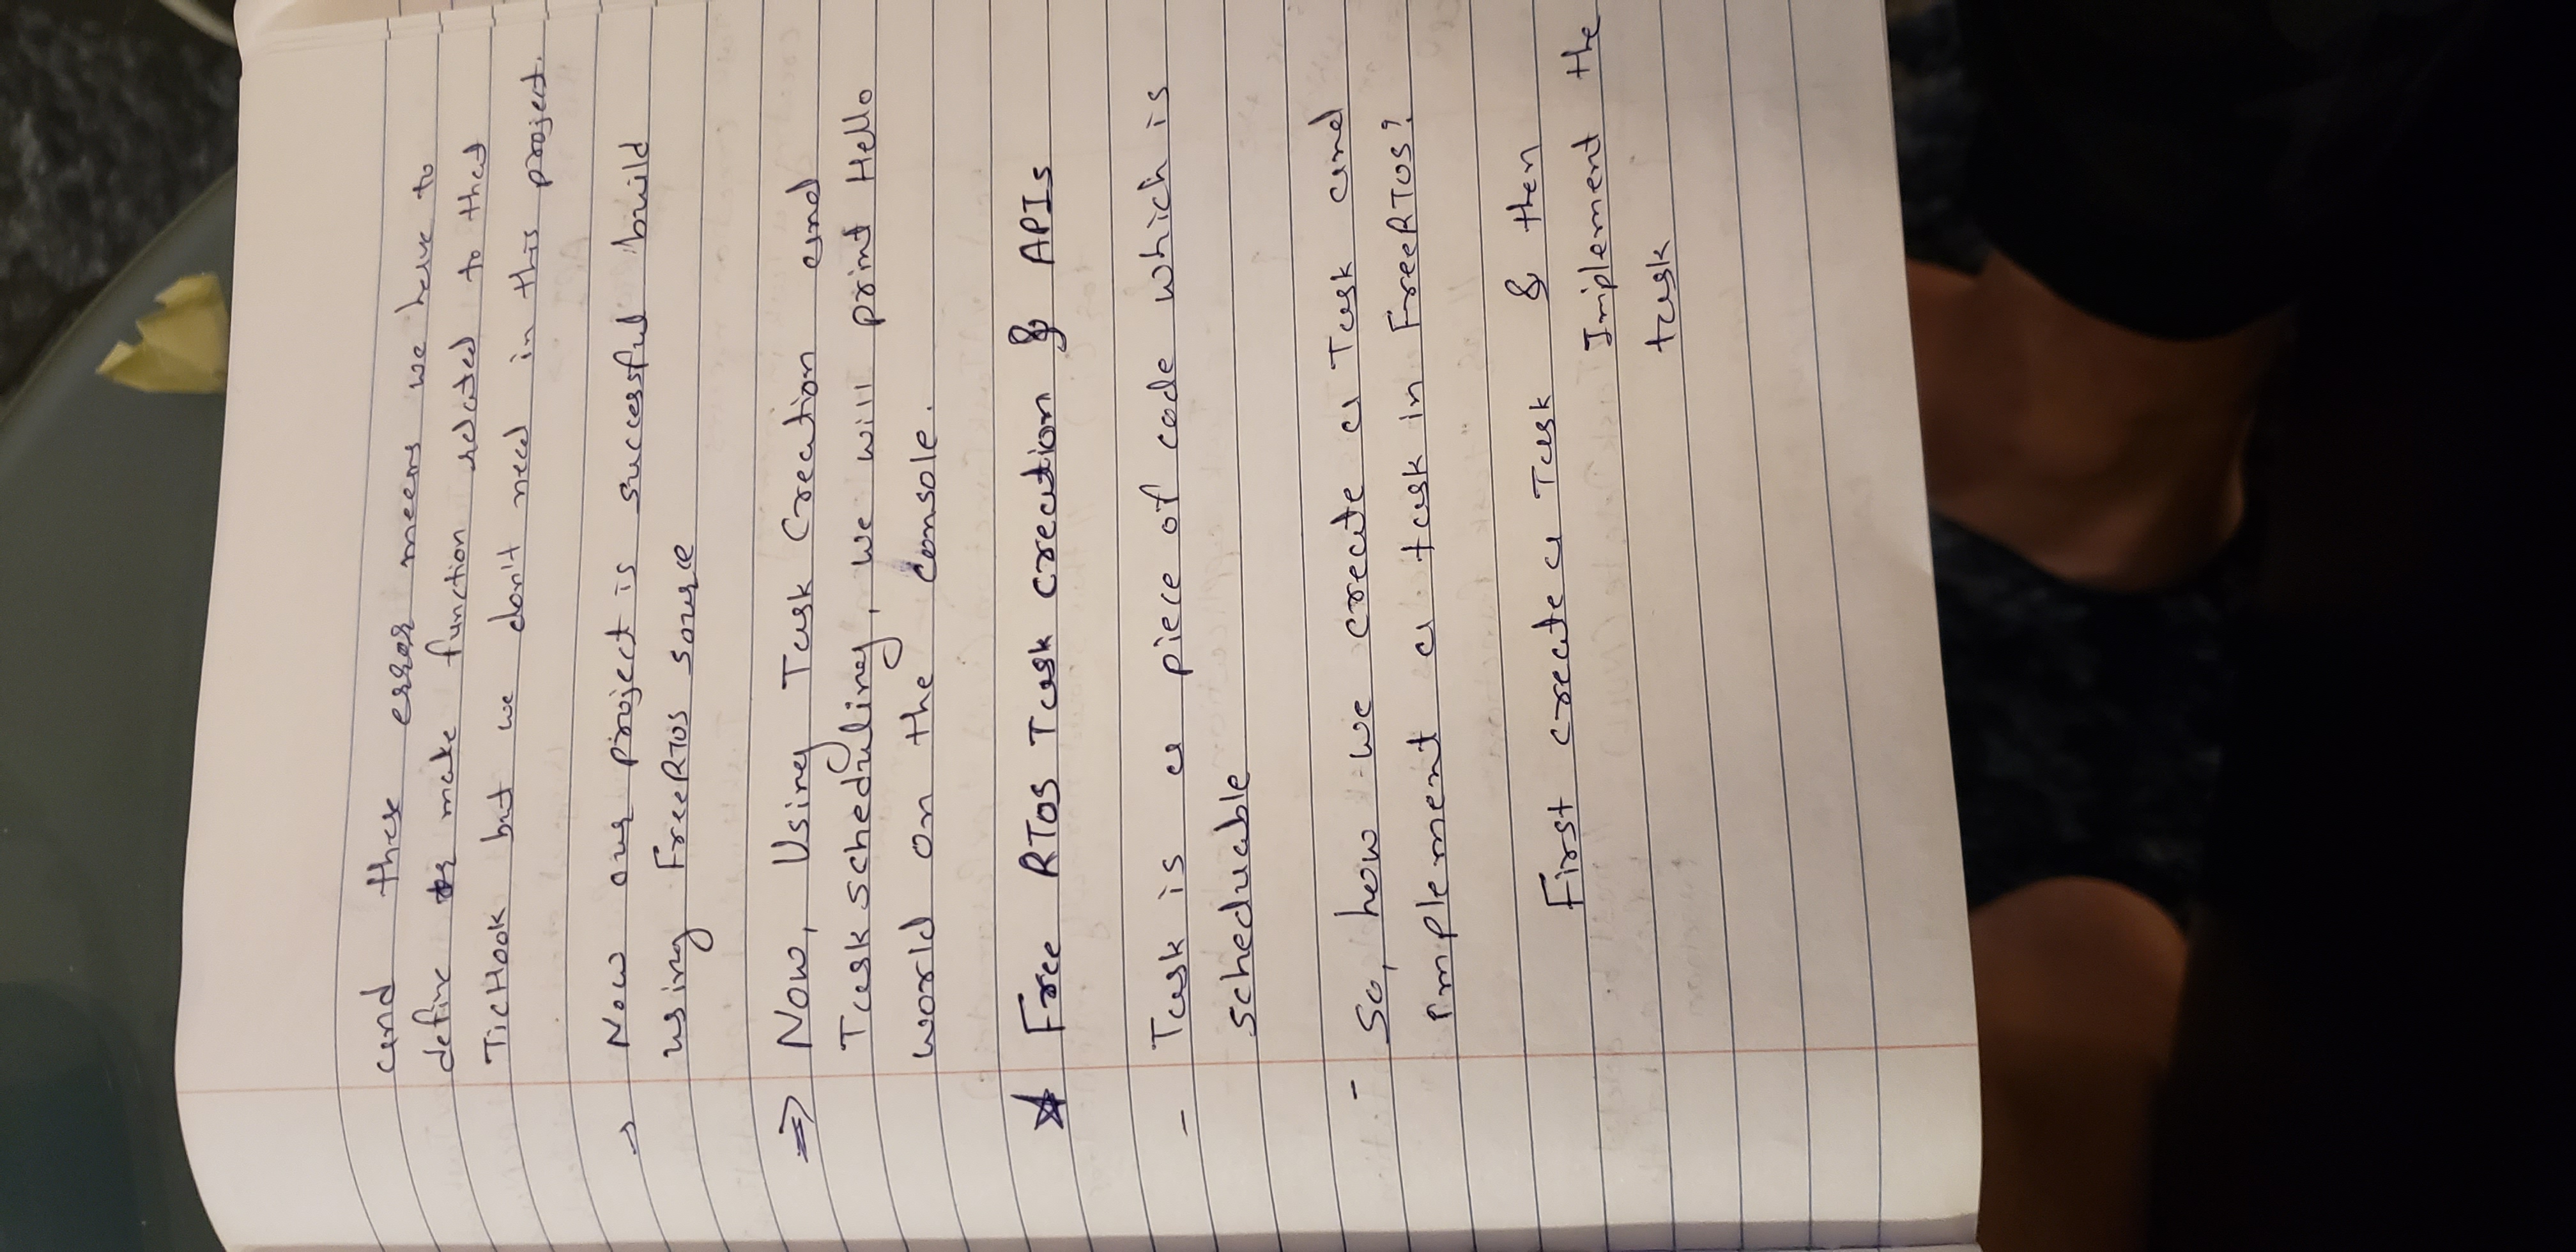 and these error means we have to
define or make function related to that
TicHook but we don't need in this project.
→ Now our project is successful build
using FreeRTOS source
⇒ Now, Using Task Creation and
Task scheduling, we will print Hello
world on the console.
★ Free RTOS Task creation & APIs
- Task is a piece of code which is
scheduable
- So, how we create a Task and
implement a task in FreeRTOS?
First create a Task & then
Implement the
task